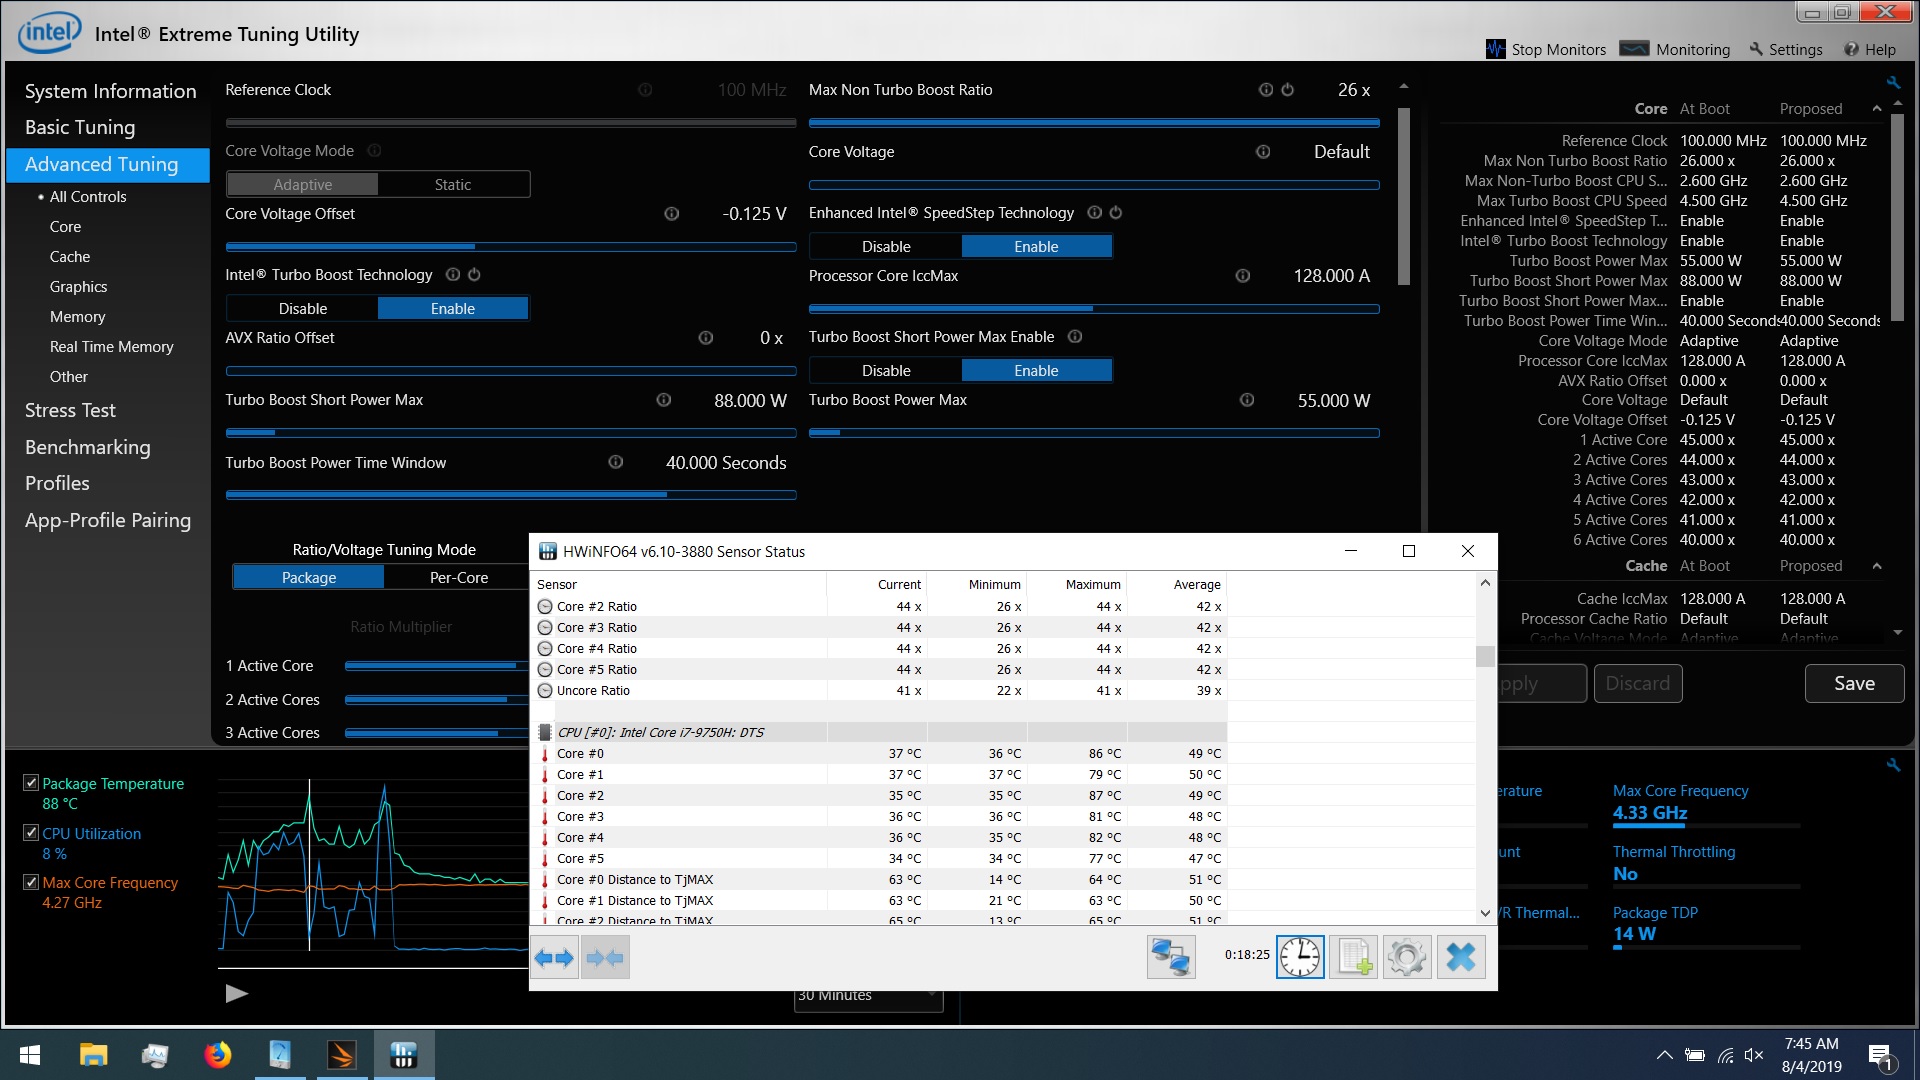 intel
Intel® Extreme Tuning Utility
Stop Monitors
Monitoring
Settings
Help
System Information
Basic Tuning
Advanced Tuning
• All Controls
Core
Cache
Graphics
Memory
Real Time Memory
Other
Stress Test
Benchmarking
Profiles
App-Profile Pairing
Reference Clock 100 MHz
Core Voltage Mode
Adaptive Static
Core Voltage Offset -0.125 V
Intel® Turbo Boost Technology
Disable Enable
AVX Ratio Offset 0 x
Turbo Boost Short Power Max 88.000 W
Turbo Boost Power Time Window 40.000 Seconds
Max Non Turbo Boost Ratio 26 x
Core Voltage Default
Enhanced Intel® SpeedStep Technology
Disable Enable
Processor Core IccMax 128.000 A
Turbo Boost Short Power Max Enable
Disable Enable
Turbo Boost Power Max 55.000 W
Ratio/Voltage Tuning Mode
Package Per-Core
Ratio Multiplier
1 Active Core
2 Active Cores
3 Active Cores
Core At Boot Proposed
Reference Clock 100.000 MHz 100.000 MHz
Max Non Turbo Boost Ratio 26.000 x 26.000 x
Max Non-Turbo Boost CPU S... 2.600 GHz 2.600 GHz
Max Turbo Boost CPU Speed 4.500 GHz 4.500 GHz
Enhanced Intel® SpeedStep T... Enable Enable
Intel® Turbo Boost Technology Enable Enable
Turbo Boost Power Max 55.000 W 55.000 W
Turbo Boost Short Power Max 88.000 W 88.000 W
Turbo Boost Short Power Max... Enable Enable
Turbo Boost Power Time Win... 40.000 Seconds 40.000 Seconds
Core Voltage Mode Adaptive Adaptive
Processor Core IccMax 128.000 A 128.000 A
AVX Ratio Offset 0.000 x 0.000 x
Core Voltage Default Default
Core Voltage Offset -0.125 V -0.125 V
1 Active Core 45.000 x 45.000 x
2 Active Cores 44.000 x 44.000 x
3 Active Cores 43.000 x 43.000 x
4 Active Cores 42.000 x 42.000 x
5 Active Cores 41.000 x 41.000 x
6 Active Cores 40.000 x 40.000 x
Cache At Boot Proposed
Cache IccMax 128.000 A 128.000 A
Processor Cache Ratio Default Default
Cache Voltage Mode Adaptive Adaptive
pply Discard Save
HWiNFO64 v6.10-3880 Sensor Status
Sensor Current Minimum Maximum Average
Core #2 Ratio 44 x 26 x 44 x 42 x
Core #3 Ratio 44 x 26 x 44 x 42 x
Core #4 Ratio 44 x 26 x 44 x 42 x
Core #5 Ratio 44 x 26 x 44 x 42 x
Uncore Ratio 41 x 22 x 41 x 39 x
CPU [#0]: Intel Core i7-9750H: DTS
Core #0 37 °C 36 °C 86 °C 49 °C
Core #1 37 °C 37 °C 79 °C 50 °C
Core #2 35 °C 35 °C 87 °C 49 °C
Core #3 36 °C 36 °C 81 °C 48 °C
Core #4 36 °C 35 °C 82 °C 48 °C
Core #5 34 °C 34 °C 77 °C 47 °C
Core #0 Distance to TjMAX 63 °C 14 °C 64 °C 51 °C
Core #1 Distance to TjMAX 63 °C 21 °C 63 °C 50 °C
Core #2 Distance to TjMAX 65 °C 13 °C 65 °C 51 °C
0:18:25
Package Temperature
88 °C
CPU Utilization
8 %
Max Core Frequency
4.27 GHz
30 Minutes
erature
unt
/R Thermal...
Max Core Frequency
4.33 GHz
Thermal Throttling
No
Package TDP
14 W
7:45 AM
8/4/2019
1